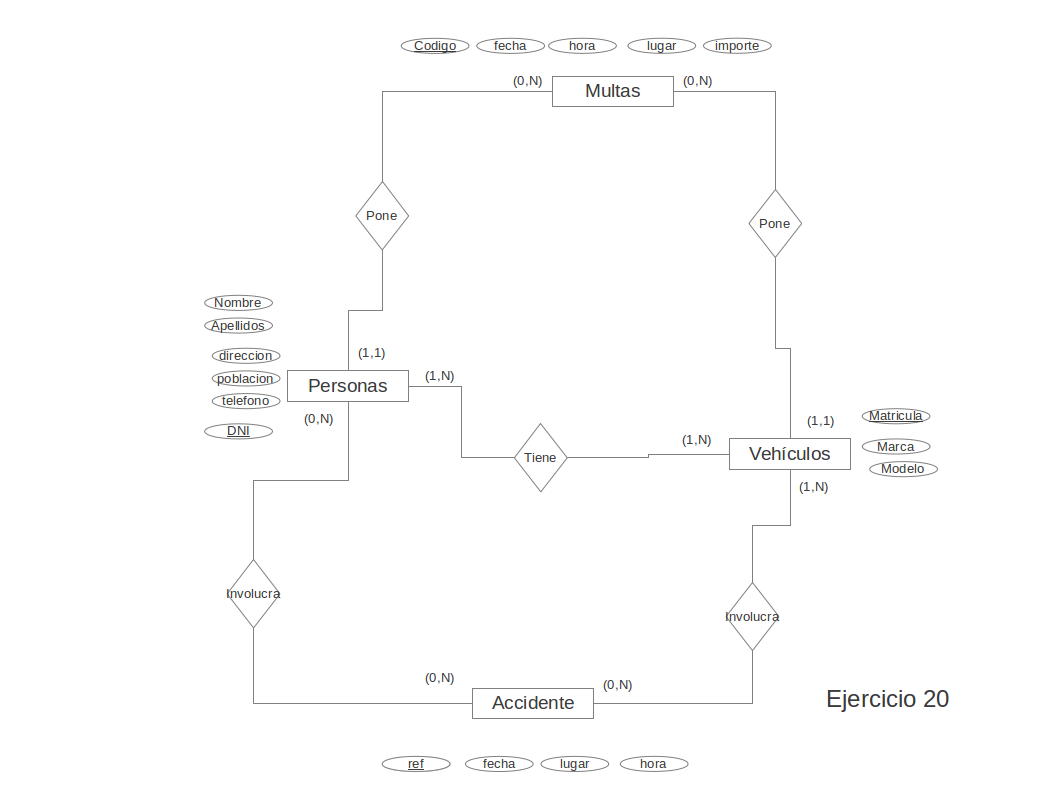 Codigo fecha hora lugar importe
(0,N) Multas (0,N)
Pone
Pone
Nombre
Apellidos
direccion
poblacion
telefono
DNI
(1,1)
Personas
(1,N)
(0,N)
Tiene
(1,N)
(1,1)
Vehículos
(1,N)
Matricula
Marca
Modelo
Involucra
Involucra
(0,N) Accidente (0,N)
Ejercicio 20
ref fecha lugar hora